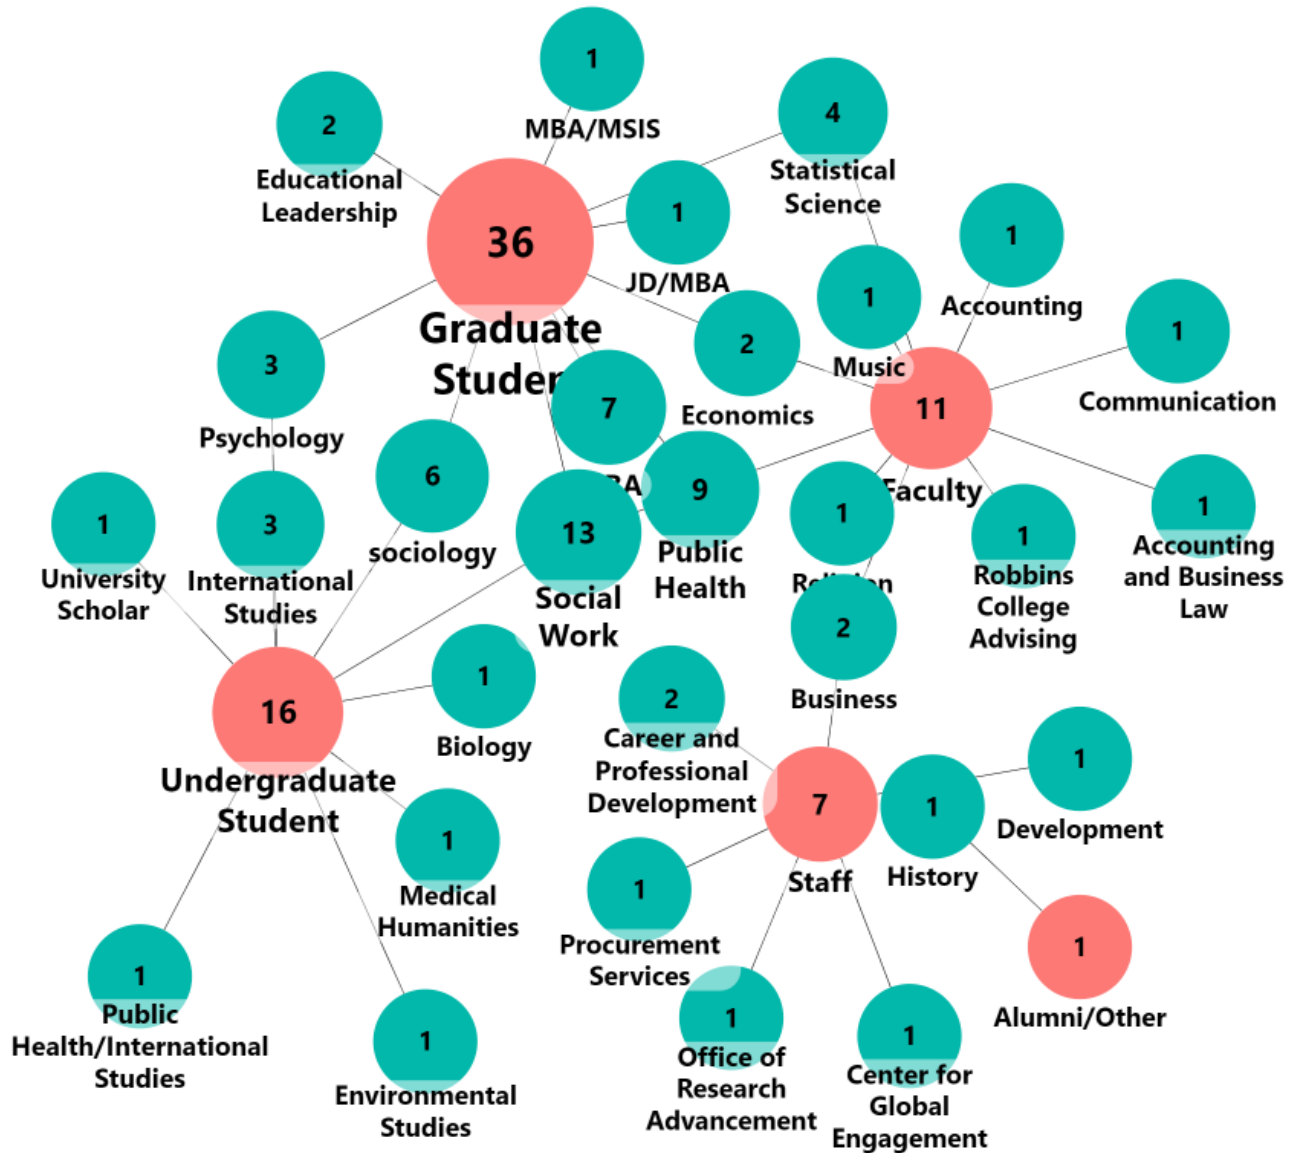 1
MBA/MSIS
2
Educational
Leadership
4
Statistical
Science
36
Graduate
1
JD/MBA
1
Accounting
1
Music
1
Communication
2
Economics
3
Psychology
7
11
Faculty
6
sociology
9
Public
Health
13
Social
Work
1
University
Scholar
3
International
Studies
1
1
Robbins
College
Advising
1
Accounting
and Business
Law
2
Business
16
Undergraduate
Student
1
Biology
2
Career and
Professional
Development
7
Staff
1
History
1
Development
1
Medical
Humanities
1
Procurement
Services
1
Alumni/Other
1
Public
Health/International
Studies
1
Environmental
Studies
1
Office of
Research
Advancement
1
Center for
Global
Engagement